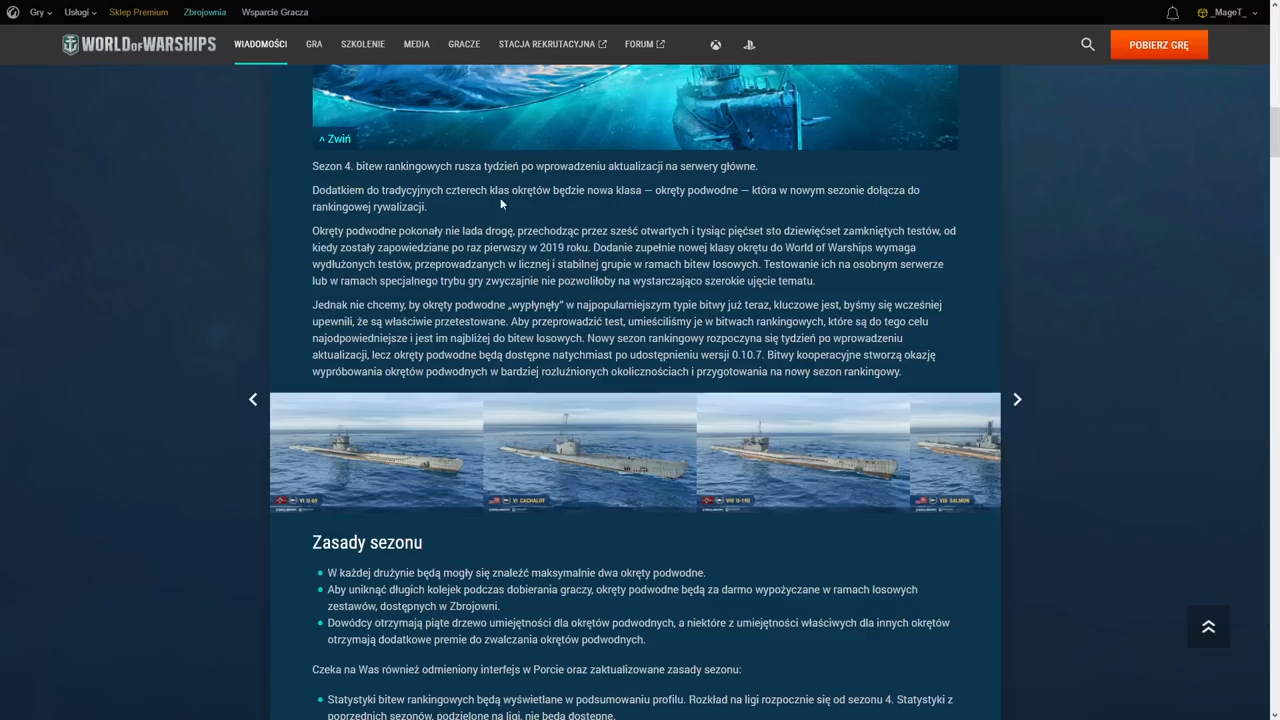 Gry Usługi Sklep Premium Zbrojownia Wsparcie Gracza _MageT_
WORLD OF WARSHIPS WIADOMOŚCI GRA SZKOLENIE MEDIA GRACZE STACJA REKRUTACYJNA FORUM POBIERZ GRĘ
^ Zwiń
Sezon 4. bitew rankingowych rusza tydzień po wprowadzeniu aktualizacji na serwery główne.
Dodatkiem do tradycyjnych czterech klas okrętów będzie nowa klasa — okręty podwodne — która w nowym sezonie dołącza do
rankingowej rywalizacji.
Okręty podwodne pokonały nie lada drogę, przechodząc przez sześć otwartych i tysiąc pięćset sto dziewięćset zamkniętych testów, od
kiedy zostały zapowiedziane po raz pierwszy w 2019 roku. Dodanie zupełnie nowej klasy okrętu do World of Warships wymaga
wydłużonych testów, przeprowadzanych w licznej i stabilnej grupie w ramach bitew losowych. Testowanie ich na osobnym serwerze
lub w ramach specjalnego trybu gry zwyczajnie nie pozwoliłoby na wystarczająco szerokie ujęcie tematu.
Jednak nie chcemy, by okręty podwodne „wypłynęły” w najpopularniejszym typie bitwy już teraz, kluczowe jest, byśmy się wcześniej
upewnili, że są właściwie przetestowane. Aby przeprowadzić test, umieściliśmy je w bitwach rankingowych, które są do tego celu
najodpowiedniejsze i jest im najbliżej do bitew losowych. Nowy sezon rankingowy rozpoczyna się tydzień po wprowadzeniu
aktualizacji, lecz okręty podwodne będą dostępne natychmiast po udostępnieniu wersji 0.10.7. Bitwy kooperacyjne stworzą okazję
wypróbowania okrętów podwodnych w bardziej rozluźnionych okolicznościach i przygotowania na nowy sezon rankingowy.
VI U-69 VI CACHALOT VIII U-190 VIII SALMON
Zasady sezonu
W każdej drużynie będą mogły się znaleźć maksymalnie dwa okręty podwodne.
Aby uniknąć długich kolejek podczas dobierania graczy, okręty podwodne będą za darmo wypożyczane w ramach losowych
zestawów, dostępnych w Zbrojowni.
Dowódcy otrzymają piąte drzewo umiejętności dla okrętów podwodnych, a niektóre z umiejętności właściwych dla innych okrętów
otrzymają dodatkowe premie do zwalczania okrętów podwodnych.
Czeka na Was również odmieniony interfejs w Porcie oraz zaktualizowane zasady sezonu:
Statystyki bitew rankingowych będą wyświetlane w podsumowaniu profilu. Rozkład na ligi rozpocznie się od sezonu 4. Statystyki z
poprzednich sezonów, podzielone na ligi, nie będą dostępne.